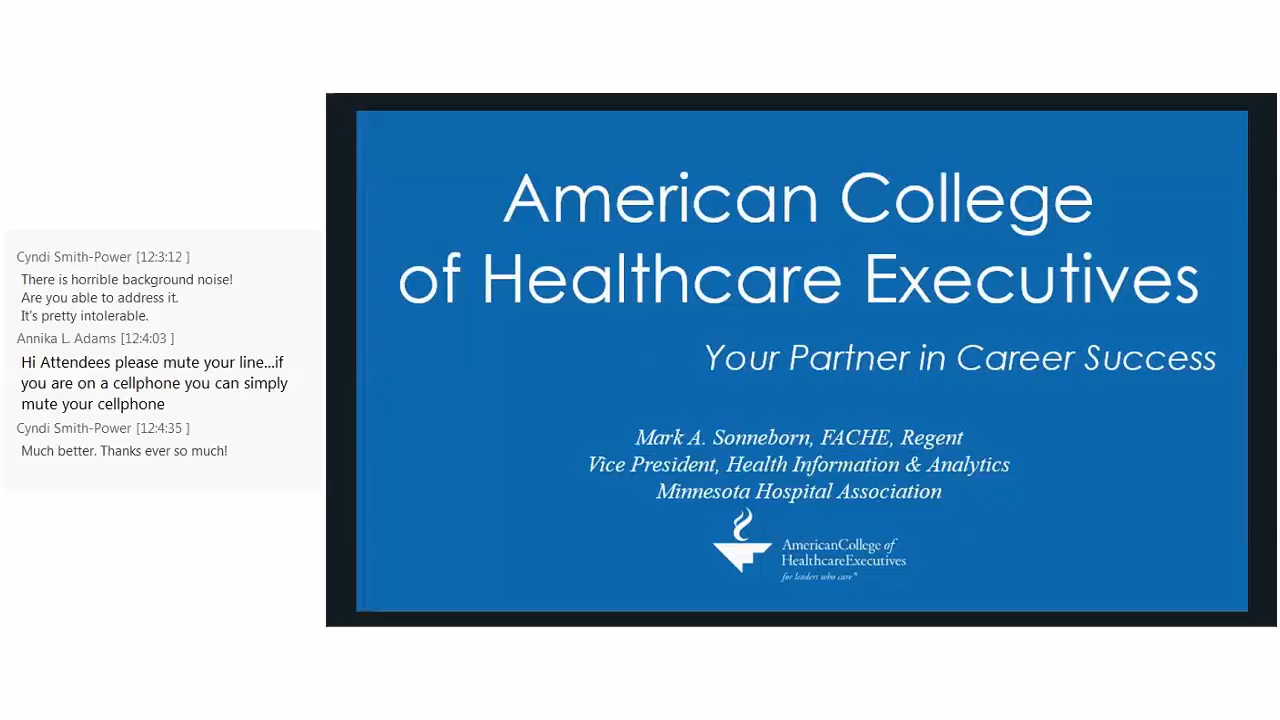 Cyndi Smith-Power [12:3:12 ]
There is horrible background noise!
Are you able to address it.
It's pretty intolerable.
Annika L. Adams [12:4:03 ]
Hi Attendees please mute your line...if
you are on a cellphone you can simply
mute your cellphone
Cyndi Smith-Power [12:4:35 ]
Much better. Thanks ever so much!
American College
of Healthcare Executives
Your Partner in Career Success
Mark A. Sonneborn, FACHE, Regent
Vice President, Health Information & Analytics
Minnesota Hospital Association
AmericanCollege of
HealthcareExecutives
for leaders who care™